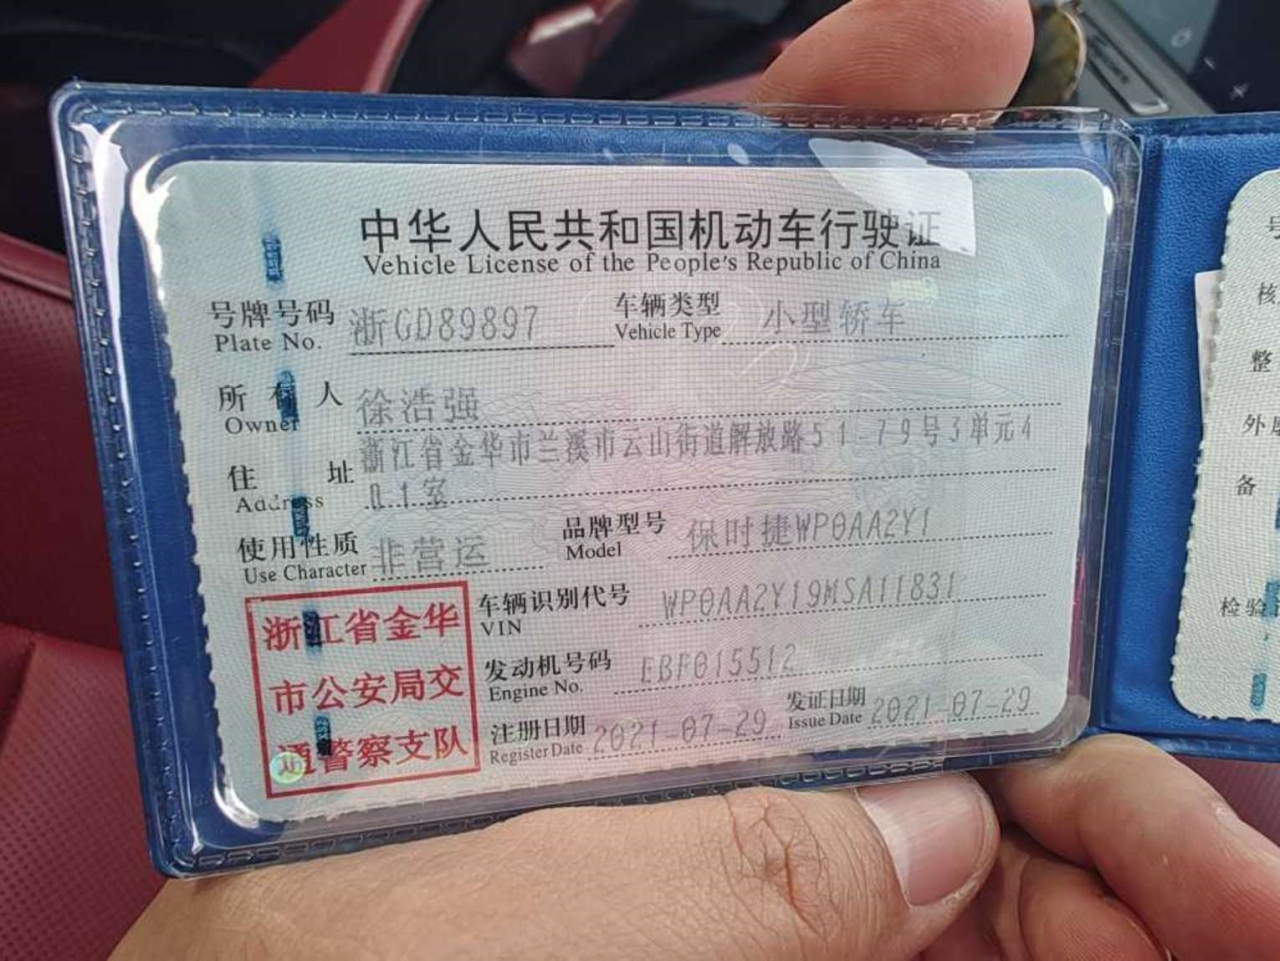 中华人民共和国机动车行驶证
Vehicle License of the People's Republic of China
号牌号码 浙GD89897 车辆类型 小型轿车
Plate No. Vehicle Type
所有人 徐浩强
Owner
住址 浙江省金华市兰溪市云山街道解放路51-79号3单元4
Address 01室
使用性质 非营运 品牌型号 保时捷WP0AA2Y1
Use Character Model
车辆识别代号 WP0AA2Y19MSA11831
VIN
发动机号码 EBF015512
Engine No.
注册日期 2021-07-29 发证日期 2021-07-29
Register Date Issue Date
浙江省金华
市公安局交
通警察支队
号
核
整
外
备
检验